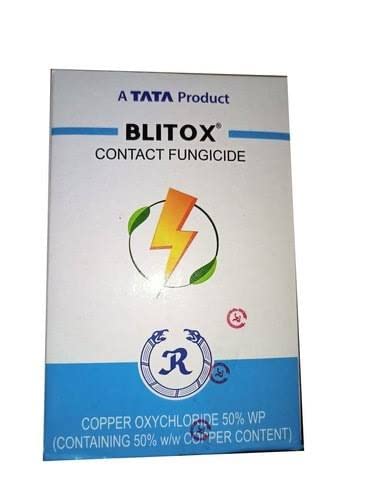 A TATA Product
BLITOX®
CONTACT FUNGICIDE
R
COPPER OXYCHLORIDE 50% WP
(CONTAINING 50% w/w COPPER CONTENT)